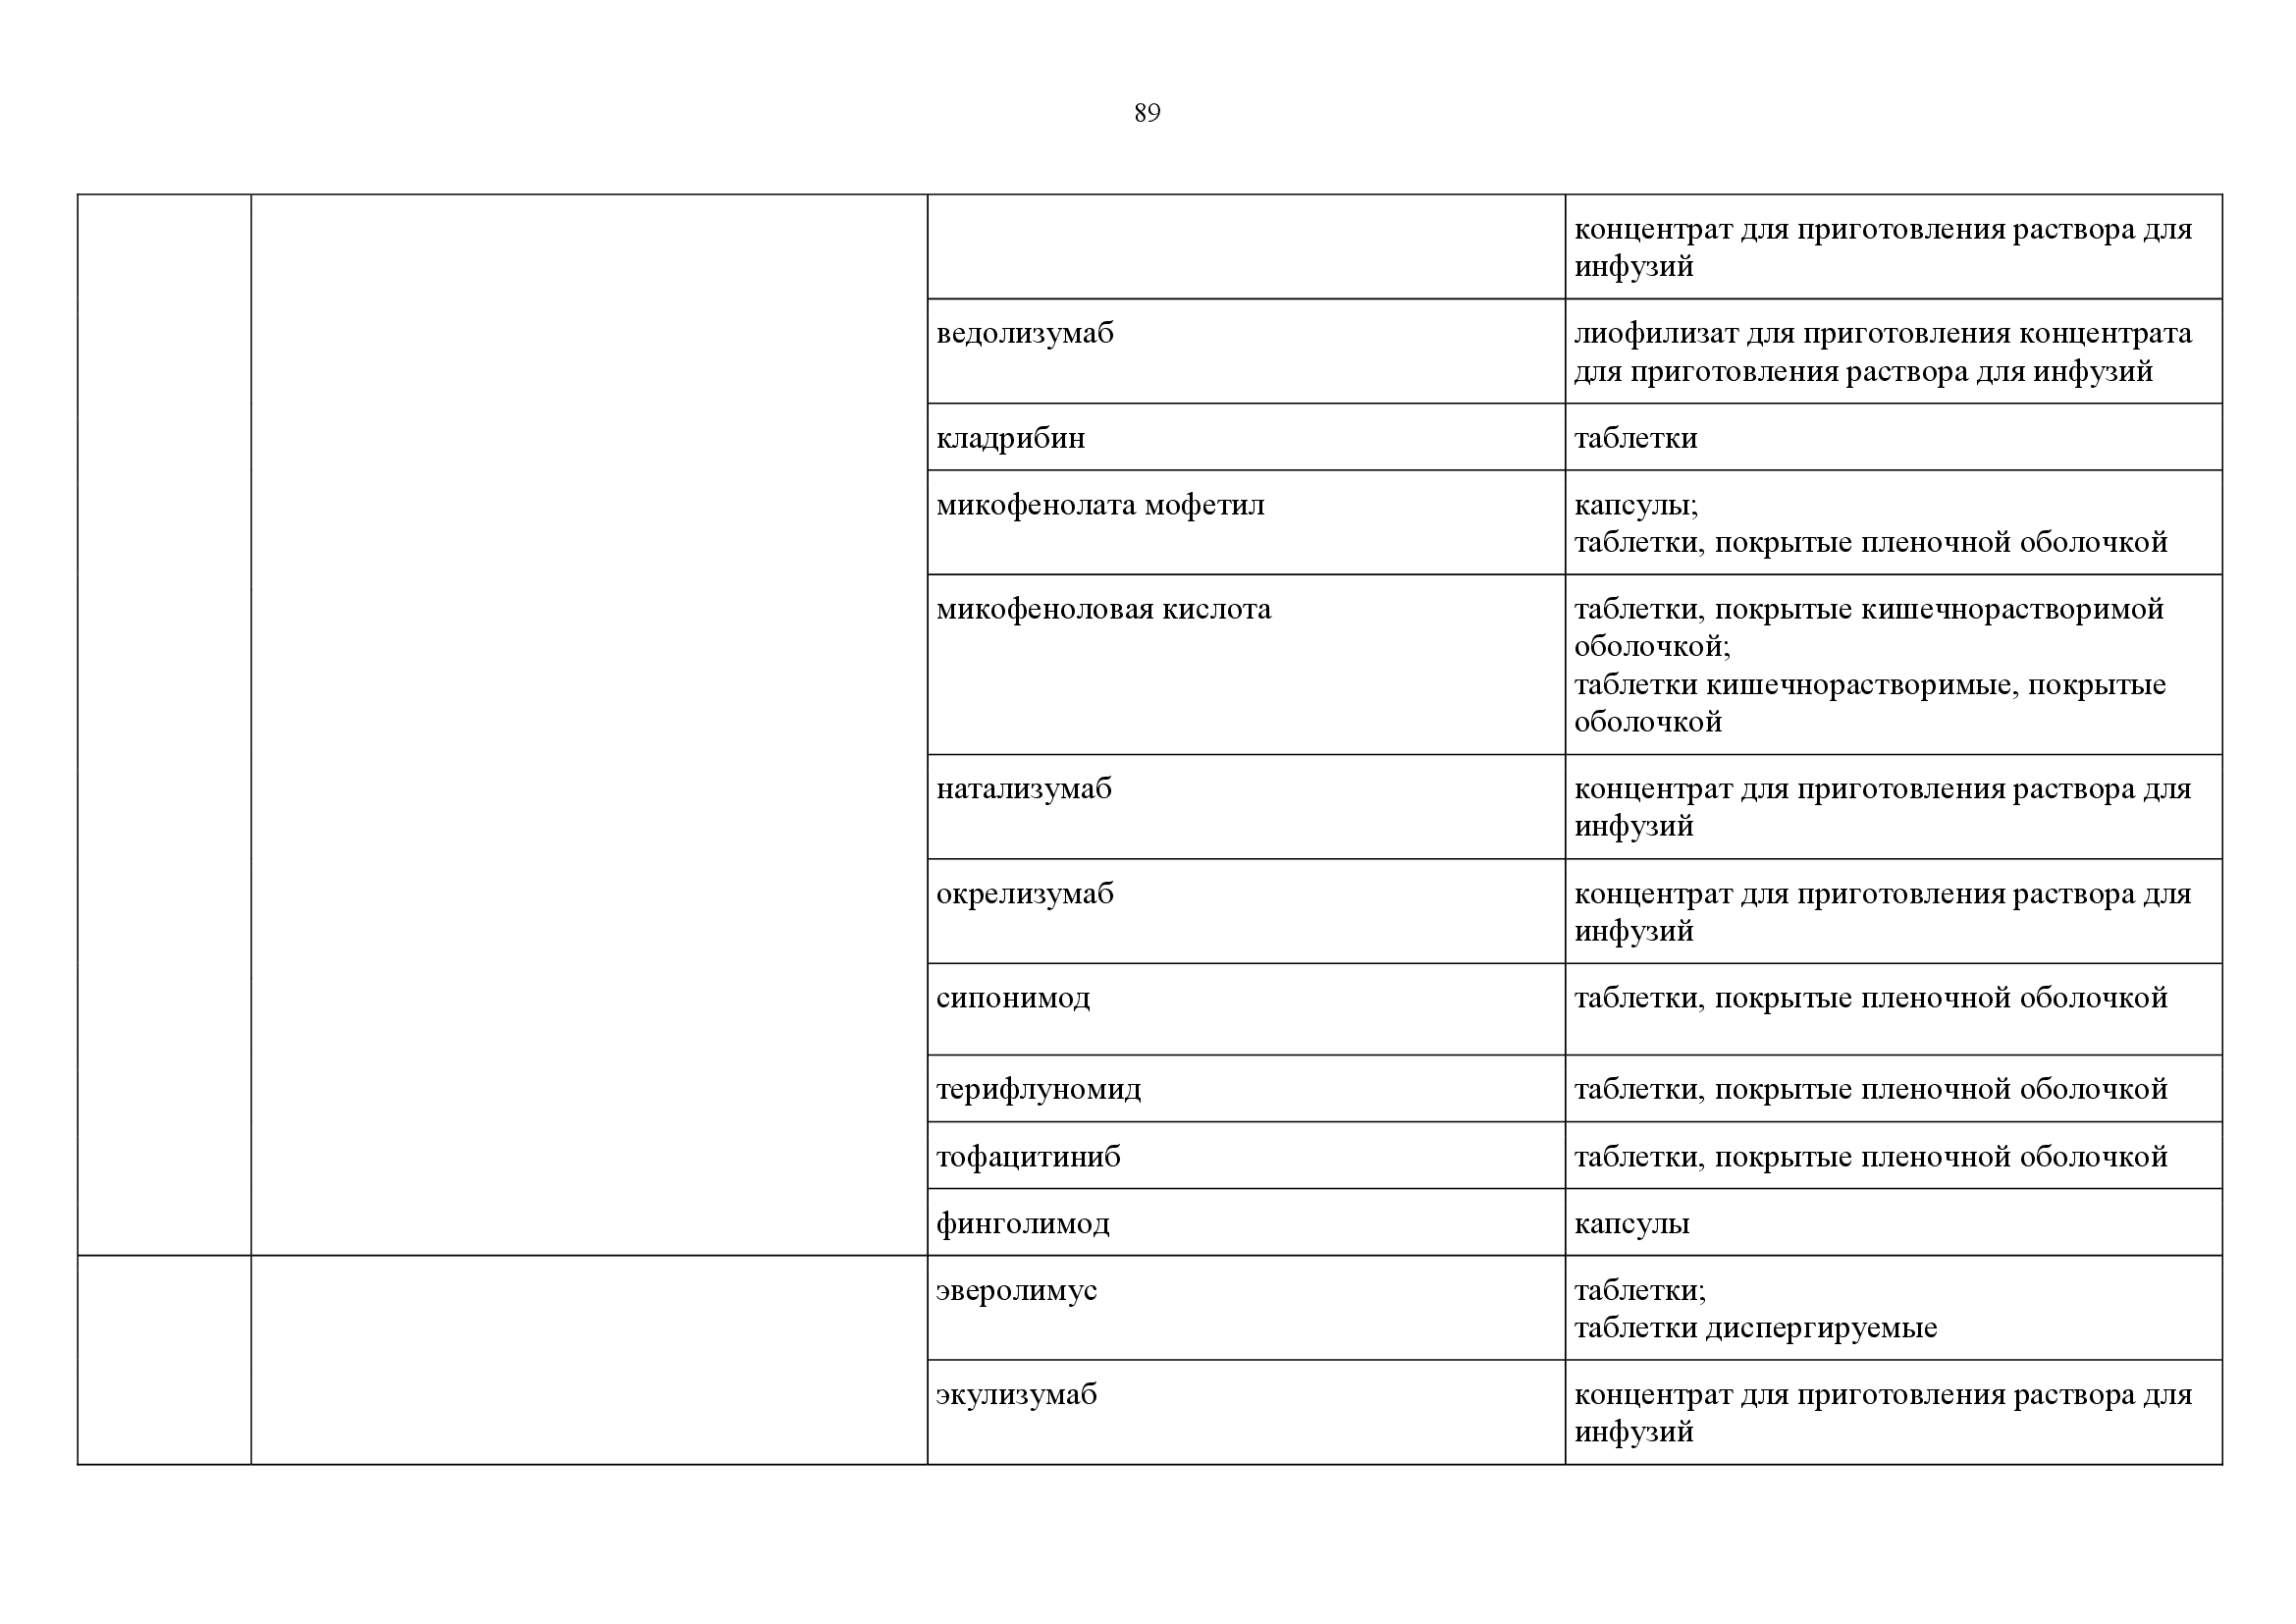 89
концентрат для приготовления раствора для
инфузий
ведолизумаб
лиофилизат для приготовления концентрата
для приготовления раствора для инфузий
кладрибин
таблетки
микофенолата мофетил
капсулы;
таблетки, покрытые пленочной оболочкой
микофеноловая кислота
таблетки, покрытые кишечнорастворимой
оболочкой;
таблетки кишечнорастворимые, покрытые
оболочкой
натализумаб
концентрат для приготовления раствора для
инфузий
окрелизумаб
концентрат для приготовления раствора для
инфузий
сипонимод
таблетки, покрытые пленочной оболочкой
терифлуномид
таблетки, покрытые пленочной оболочкой
тофацитиниб
таблетки, покрытые пленочной оболочкой
финголимод
капсулы
эверолимус
таблетки;
таблетки диспергируемые
экулизумаб
концентрат для приготовления раствора для
инфузий